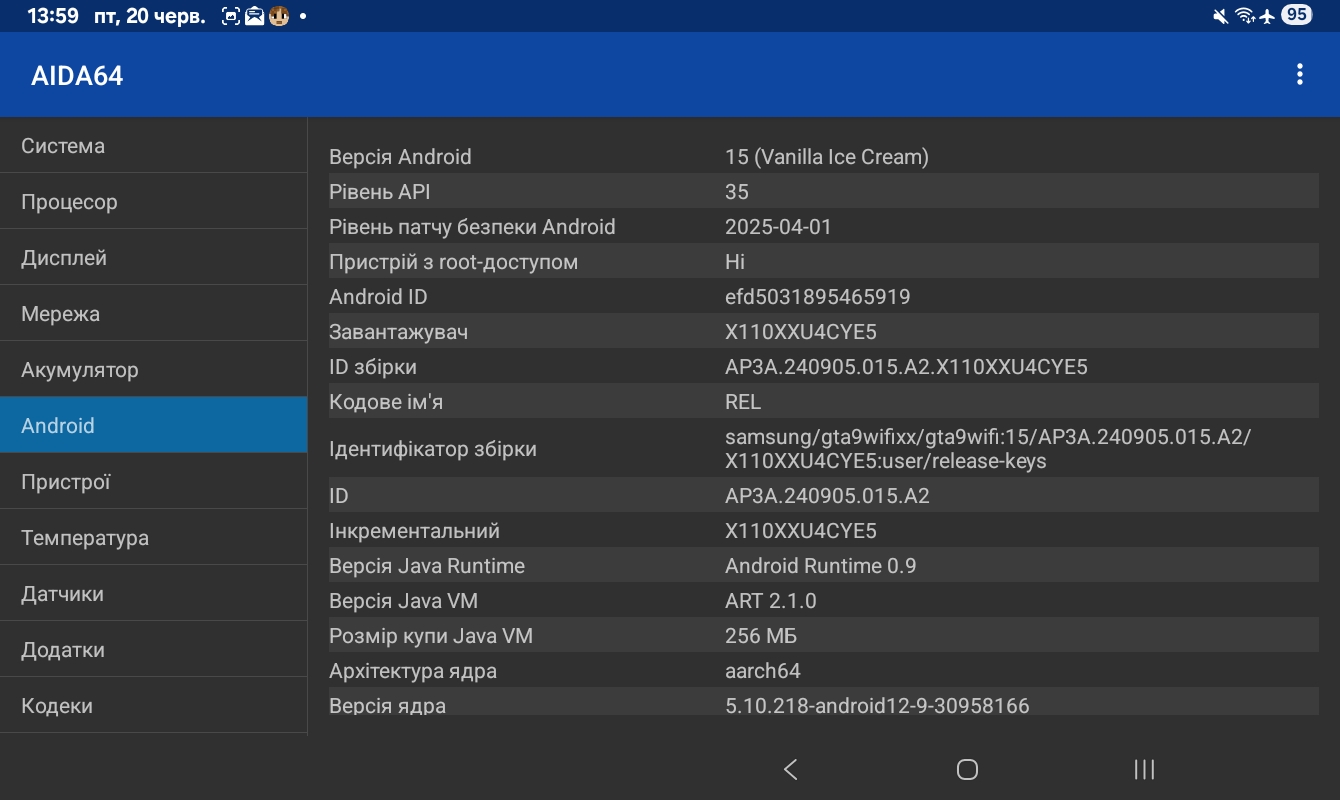 13:59 пт, 20 черв. 95
AIDA64
Система
Процесор
Дисплей
Мережа
Акумулятор
Android
Пристрої
Температура
Датчики
Додатки
Кодеки
Версія Android 15 (Vanilla Ice Cream)
Рівень API 35
Рівень патчу безпеки Android 2025-04-01
Пристрій з root-доступом Ні
Android ID efd5031895465919
Завантажувач X110XXU4CYE5
ID збірки AP3A.240905.015.A2.X110XXU4CYE5
Кодове ім'я REL
Ідентифікатор збірки samsung/gta9wifixx/gta9wifi:15/AP3A.240905.015.A2/
X110XXU4CYE5:user/release-keys
ID AP3A.240905.015.A2
Інкрементальний X110XXU4CYE5
Версія Java Runtime Android Runtime 0.9
Версія Java VM ART 2.1.0
Розмір купи Java VM 256 МБ
Архітектура ядра aarch64
Версія ядра 5.10.218-android12-9-30958166